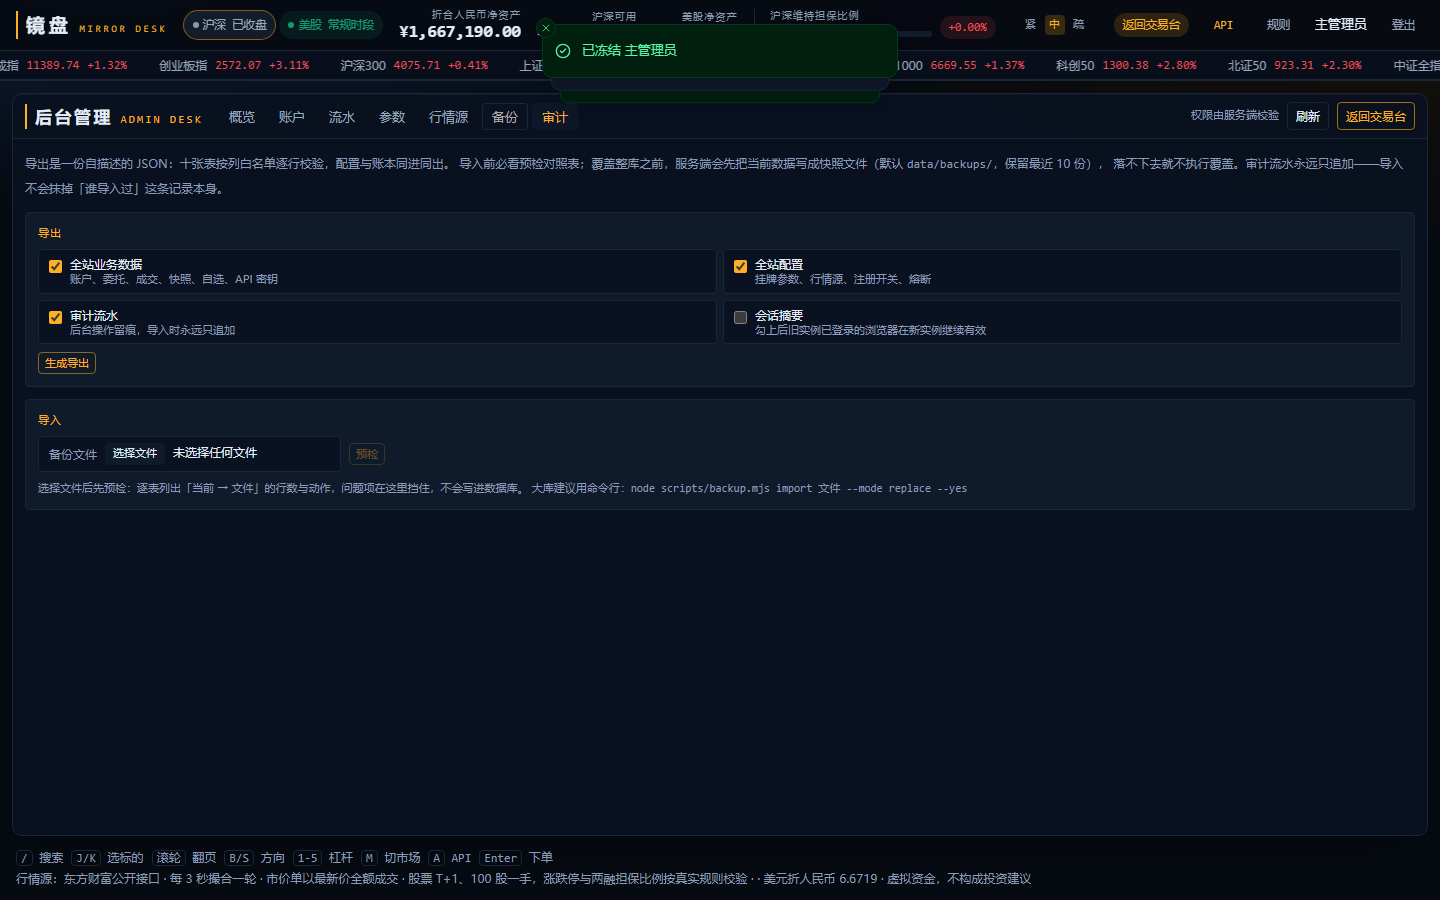 镜盘 MIRROR DESK 沪深 已收盘 美股 常规时段 折合人民币净资产 ¥1,667,190.00 沪深可用 美股净资产 沪深维持担保比例 +0.00% 紧 中 疏 返回交易台 API 规则 主管理员 登出
已冻结 主管理员
成指 11389.74 +1.32% 创业板指 2572.07 +3.11% 沪深300 4075.71 +0.41% 上证 1000 6669.55 +1.37% 科创50 1300.38 +2.80% 北证50 923.31 +2.30% 中证全指
后台管理 ADMIN DESK 概览 账户 流水 参数 行情源 备份 审计 权限由服务端校验 刷新 返回交易台
导出是一份自描述的 JSON：十张表按列白名单逐行校验，配置与账本同进同出。 导入前必看预检对照表；覆盖整库之前，服务端会先把当前数据写成快照文件（默认 data/backups/，保留最近 10 份）， 落不下去就不执行覆盖。审计流水永远只追加——导入
不会抹掉「谁导入过」这条记录本身。
导出
全站业务数据
账户、委托、成交、快照、自选、API 密钥
全站配置
挂牌参数、行情源、注册开关、熔断
审计流水
后台操作留痕，导入时永远只追加
会话摘要
勾上后旧实例已登录的浏览器在新实例继续有效
生成导出
导入
备份文件 选择文件 未选择任何文件 预检
选择文件后先预检：逐表列出「当前 → 文件」的行数与动作，问题项在这里挡住，不会写进数据库。 大库建议用命令行：node scripts/backup.mjs import 文件 --mode replace --yes
/ 搜索 J/K 选标的 滚轮 翻页 B/S 方向 1-5 杠杆 M 切市场 A API Enter 下单
行情源：东方财富公开接口 · 每 3 秒撮合一轮 · 市价单以最新价全额成交 · 股票 T+1、100 股一手，涨跌停与两融担保比例按真实规则校验 · · 美元折人民币 6.6719 · 虚拟资金，不构成投资建议